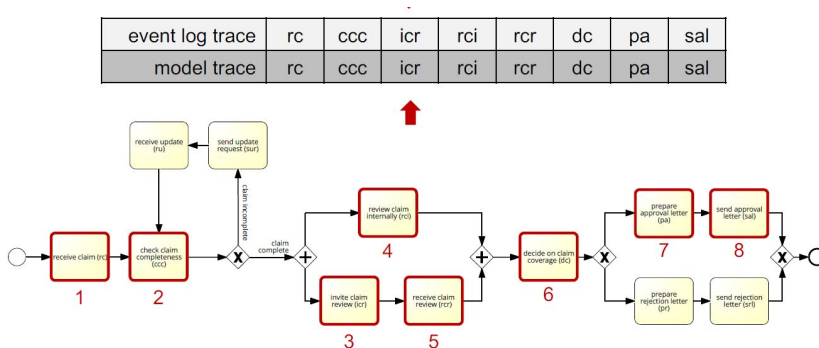 event log trace rc ccc icr rci rcr dc pa sal
model trace rc ccc icr rci rcr dc pa sal
receive update
(ru)
send update
request (sur)
claim incomplete
claim
complete
receive claim (rc)
1
check claim
completeness
(ccc)
2
X
+
review claim
internally (rci)
4
invite claim
review (icr)
3
receive claim
review (rcr)
5
+
decide on claim
coverage (dc)
6
X
prepare
approval letter
(pa)
7
send approval
letter (sal)
8
prepare
rejection letter
(pr)
send rejection
letter (srl)
X